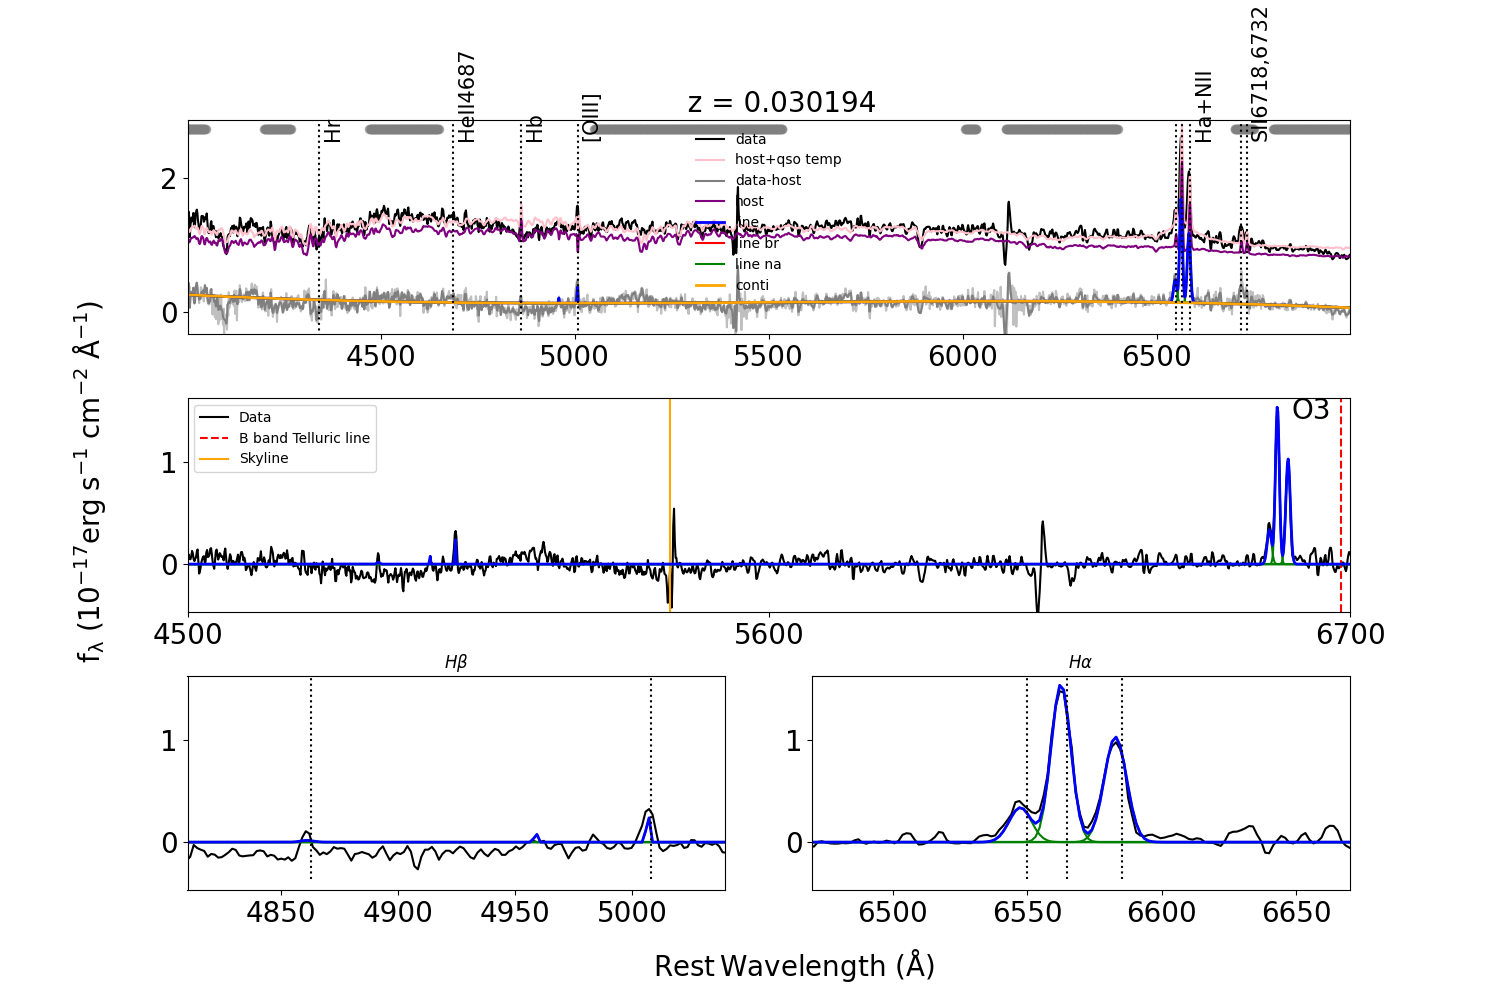 z = 0.030194
Hr
HeII4687
Hb
[OIII]
Ha+NII
SII6718,6732
data
host+qso temp
data-host
host
line
line br
line na
conti
2
0
4500
5000
5500
6000
6500
fλ (10−17erg s−1 cm−2 Å−1)
Data
B band Telluric line
Skyline
O3
1
0
4500
5600
6700
Hβ
1
0
4850
4900
4950
5000
Hα
1
0
6500
6550
6600
6650
Rest Wavelength (Å)